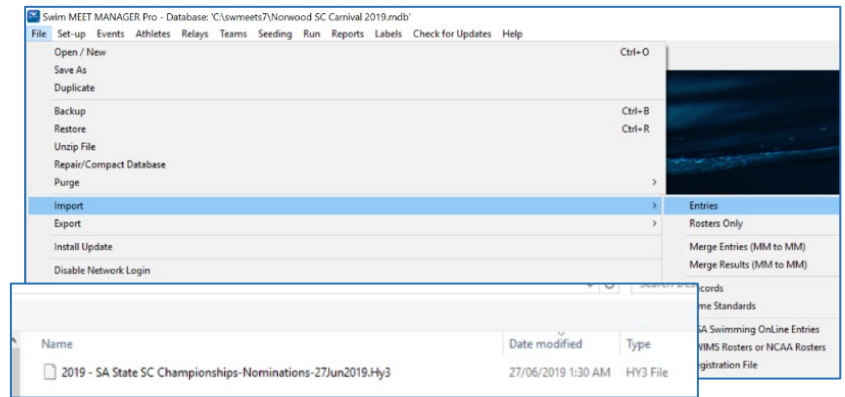 Swim MEET MANAGER Pro - Database: 'C:\swmeets7\Norwood SC Carnival 2019.mdb'
File Set-up Events Athletes Relays Teams Seeding Run Reports Labels Check for Updates Help
Open / New Ctrl+O
Save As
Duplicate
Backup Ctrl+B
Restore Ctrl+R
Unzip File
Repair/Compact Database
Purge >
Import > Entries
Export > Rosters Only
Install Update Merge Entries (MM to MM)
Disable Network Login Merge Results (MM to MM)
ecords
me Standards
Name Date modified Type
SA Swimming OnLine Entries
WIMS Rosters or NCAA Rosters
2019 - SA State SC Championships-Nominations-27Jun2019.Hy3 27/06/2019 1:30 AM HY3 File
gistration File